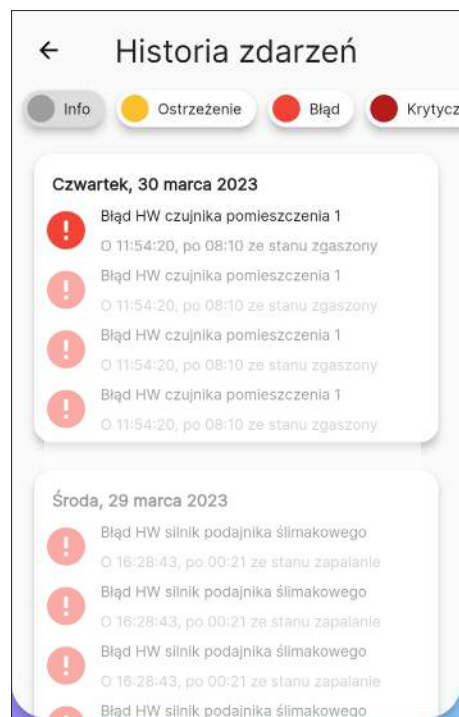 Historia zdarzeń
Info Ostrzeżenie Błąd Krytycz
Czwartek, 30 marca 2023
Błąd HW czujnika pomieszczenia 1
O 11:54:20, po 08:10 ze stanu zgaszony
Błąd HW czujnika pomieszczenia 1
O 11:54:20, po 08:10 ze stanu zgaszony
Błąd HW czujnika pomieszczenia 1
O 11:54:20, po 08:10 ze stanu zgaszony
Błąd HW czujnika pomieszczenia 1
O 11:54:20, po 08:10 ze stanu zgaszony
Środa, 29 marca 2023
Błąd HW silnik podajnika ślimakowego
O 16:28:43, po 00:21 ze stanu zapalanie
Błąd HW silnik podajnika ślimakowego
O 16:28:43, po 00:21 ze stanu zapalanie
Błąd HW silnik podajnika ślimakowego
O 16:28:43, po 00:21 ze stanu zapalanie
Błąd HW silnik podajnika ślimakowego